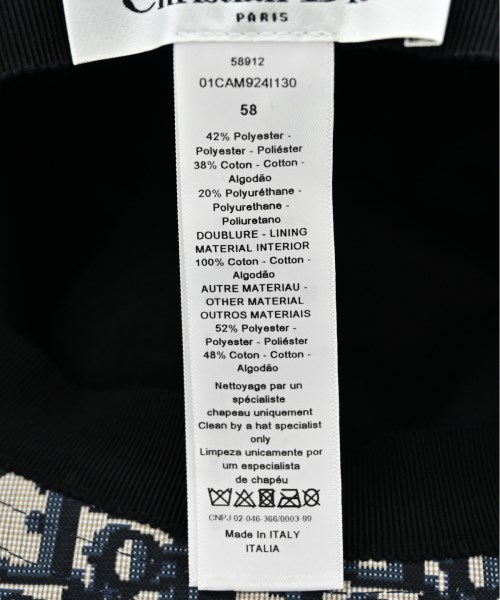 Christian Dior
PARIS
58912
01CAM924I130
58
42% Polyester -
Polyester - Poliéster
38% Coton - Cotton -
Algodão
20% Polyuréthane -
Polyurethane -
Poliuretano
DOUBLURE - LINING
MATERIAL INTERIOR
100% Coton - Cotton -
Algodão
AUTRE MATERIAU -
OTHER MATERIAL
OUTROS MATERIAIS
52% Polyester -
Polyester - Poliéster
48% Coton - Cotton -
Algodão
Nettoyage par un
spécialiste
chapeau uniquement
Clean by a hat specialist
only
Limpeza unicamente por
um especialista
de chapéu
CNPJ 02-046-366/0003-99
Made in ITALY
ITALIA